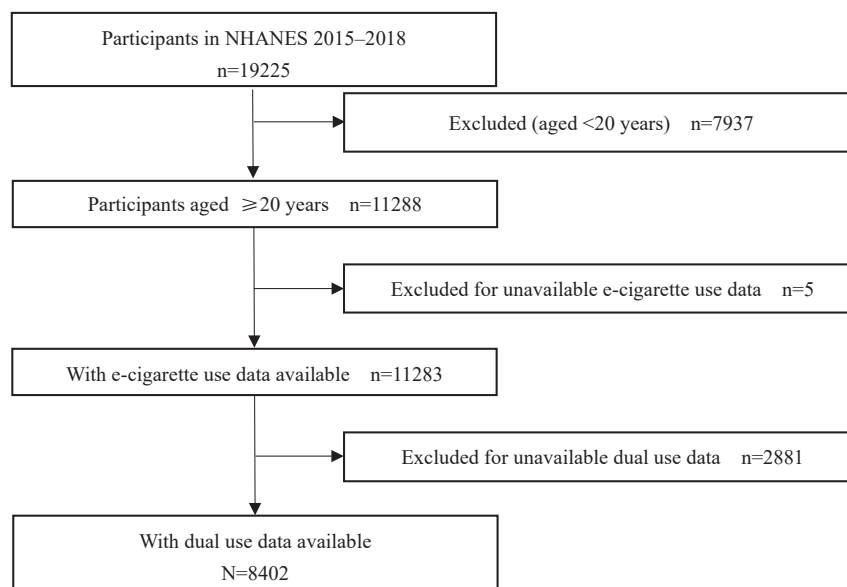 Participants in NHANES 2015–2018
n=19225
Excluded (aged <20 years) n=7937
Participants aged ⩾20 years n=11288
Excluded for unavailable e-cigarette use data n=5
With e-cigarette use data available n=11283
Excluded for unavailable dual use data n=2881
With dual use data available
N=8402